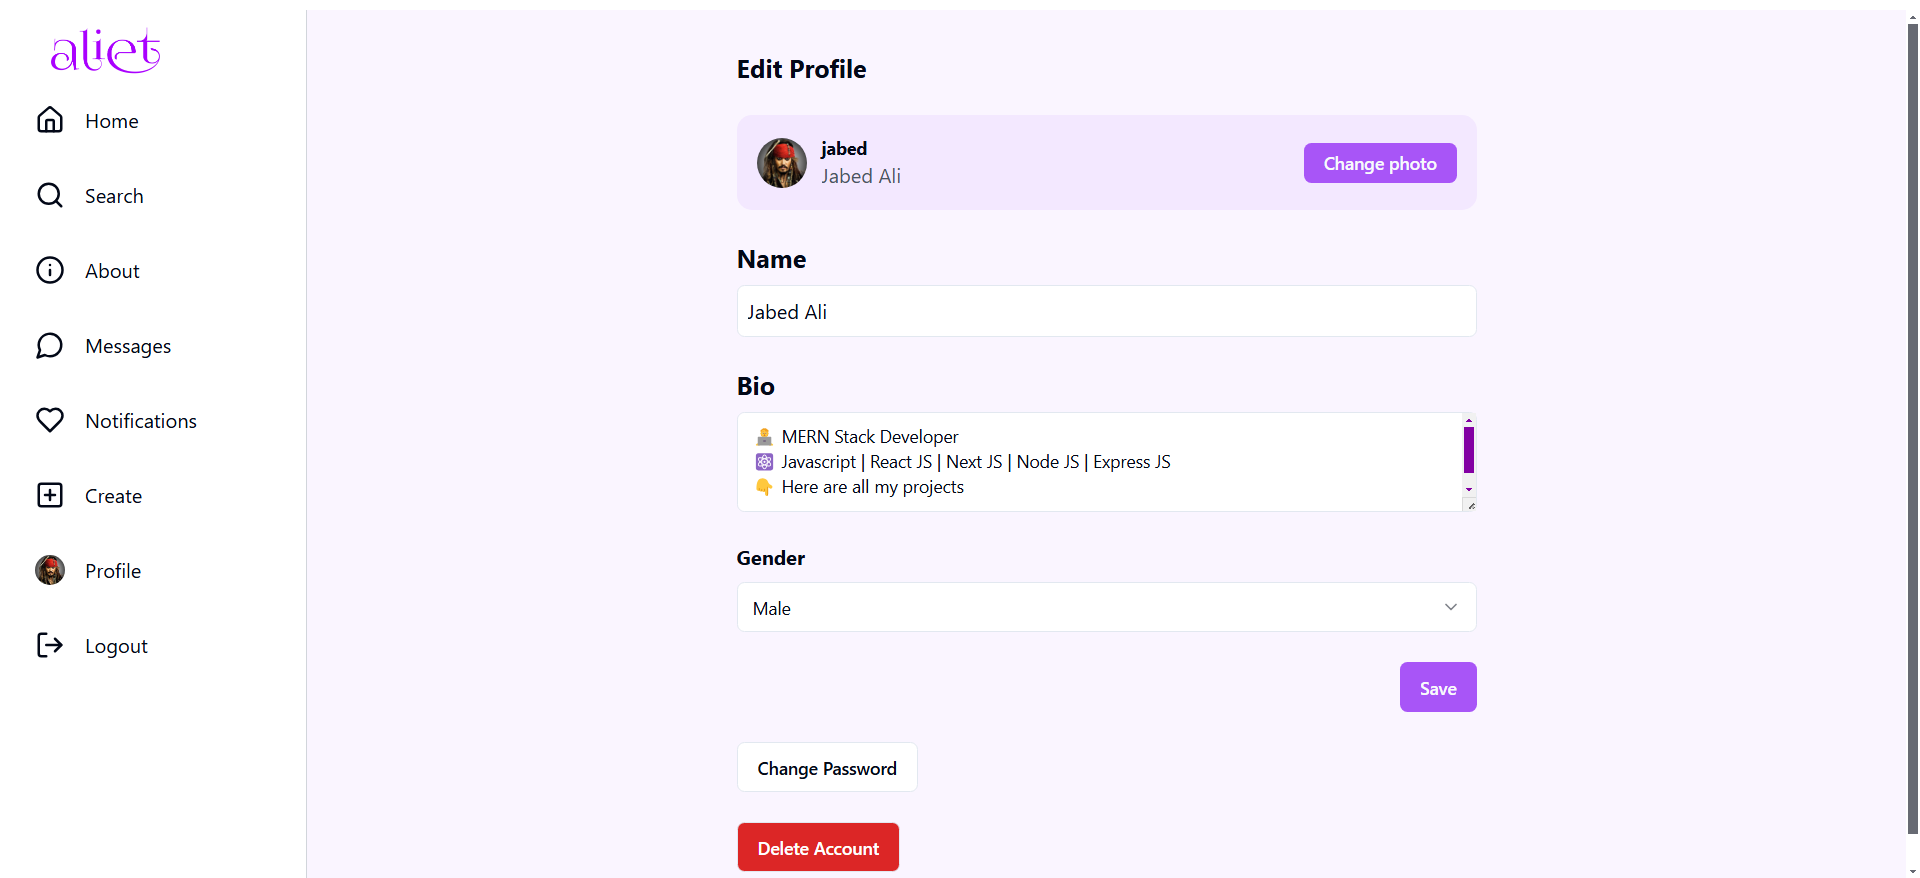 aliet
Home
Search
About
Messages
Notifications
Create
Profile
Logout
Edit Profile
jabed
Jabed Ali
Change photo
Name
Jabed Ali
Bio
🧑‍💻 MERN Stack Developer
⚛️ Javascript | React JS | Next JS | Node JS | Express JS
👇 Here are all my projects
Gender
Male
Save
Change Password
Delete Account